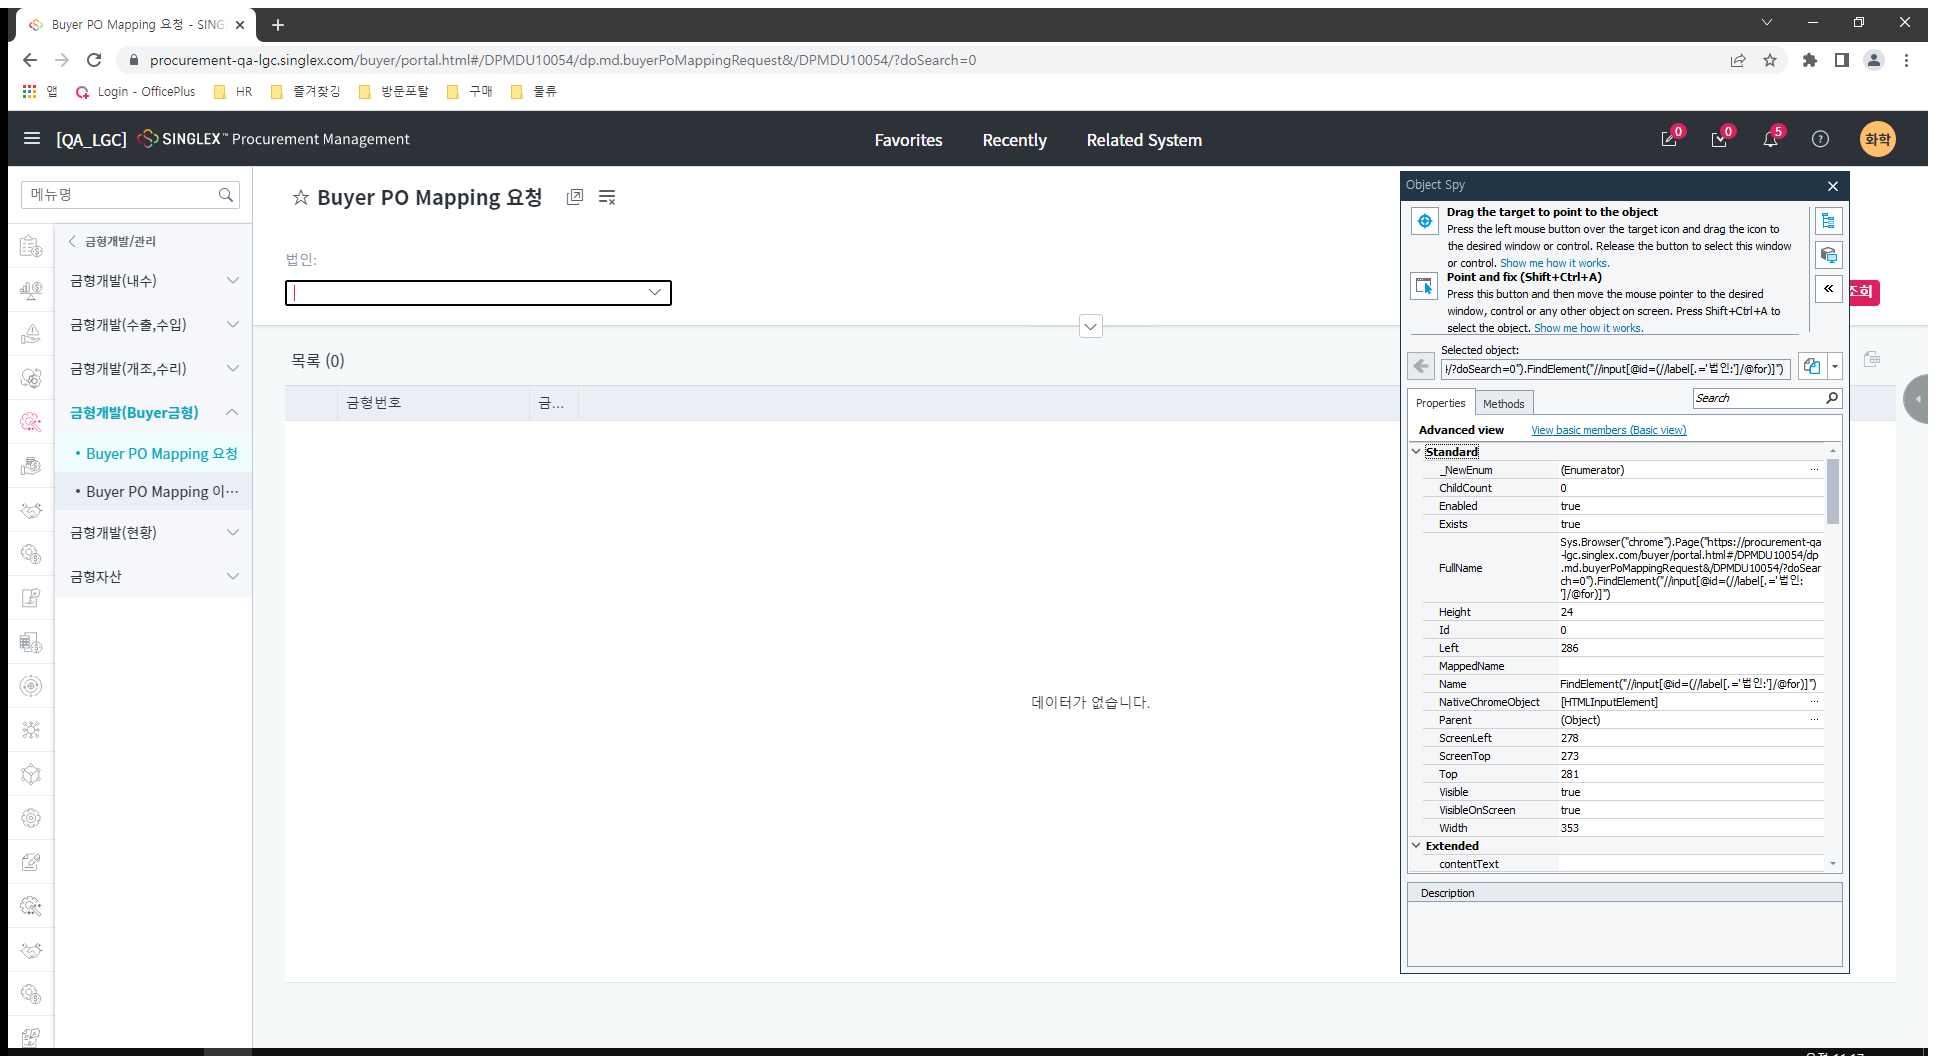 Buyer PO Mapping 요청 - SING
procurement-qa-lgc.singlex.com/buyer/portal.html#/DPMDU10054/dp.md.buyerPoMappingRequest&/DPMDU10054/?doSearch=0
앱 Login - OfficePlus HR 즐겨찾깅 방문포탈 구매 물류
[QA_LGC] SINGLEX™ Procurement Management Favorites Recently Related System 0 0 5 화학
메뉴명
금형개발/관리
금형개발(내수)
금형개발(수출,수입)
금형개발(개조,수리)
금형개발(Buyer금형)
• Buyer PO Mapping 요청
• Buyer PO Mapping 이···
금형개발(현황)
금형자산
Buyer PO Mapping 요청
법인:
조회
목록 (0)
금형번호 금...
데이터가 없습니다.
Object Spy
Drag the target to point to the object
Press the left mouse button over the target icon and drag the icon to
the desired window or control. Release the button to select this window
or control. Show me how it works.
Point and fix (Shift+Ctrl+A)
Press this button and then move the mouse pointer to the desired
window, control or any other object on screen. Press Shift+Ctrl+A to
select the object. Show me how it works.
Selected object:
/?doSearch=0").FindElement("//input[@id=(//label[.='법인:']/@for)]")
Properties Methods Search
Advanced view View basic members (Basic view)
Standard
_NewEnum (Enumerator) ...
ChildCount 0
Enabled true
Exists true
FullName Sys.Browser("chrome").Page("https://procurement-qa
-lgc.singlex.com/buyer/portal.html#/DPMDU10054/dp
.md.buyerPoMappingRequest&/DPMDU10054/?doSear
ch=0").FindElement("//input[@id=(//label[.='법인:
']/@for)]")
Height 24
Id 0
Left 286
MappedName
Name FindElement("//input[@id=(//label[.='법인:']/@for)]")
NativeChromeObject [HTMLInputElement] ...
Parent (Object) ...
ScreenLeft 278
ScreenTop 273
Top 281
Visible true
VisibleOnScreen true
Width 353
Extended
contentText
Description